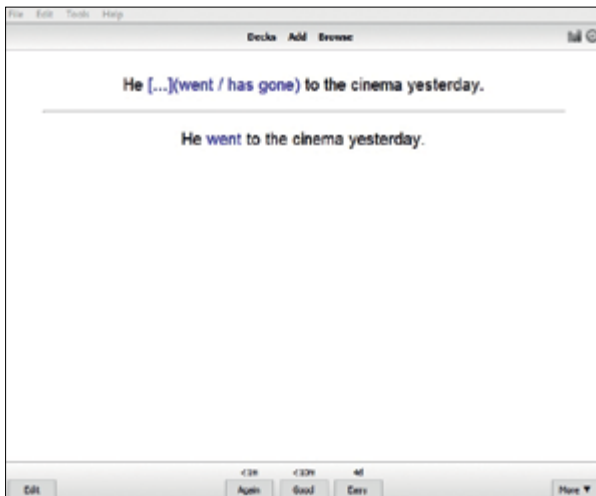 File Edit Tools Help
Decks Add Browse
He [...](went / has gone) to the cinema yesterday.
He went to the cinema yesterday.
4d
Edit Again Good Easy More ▼